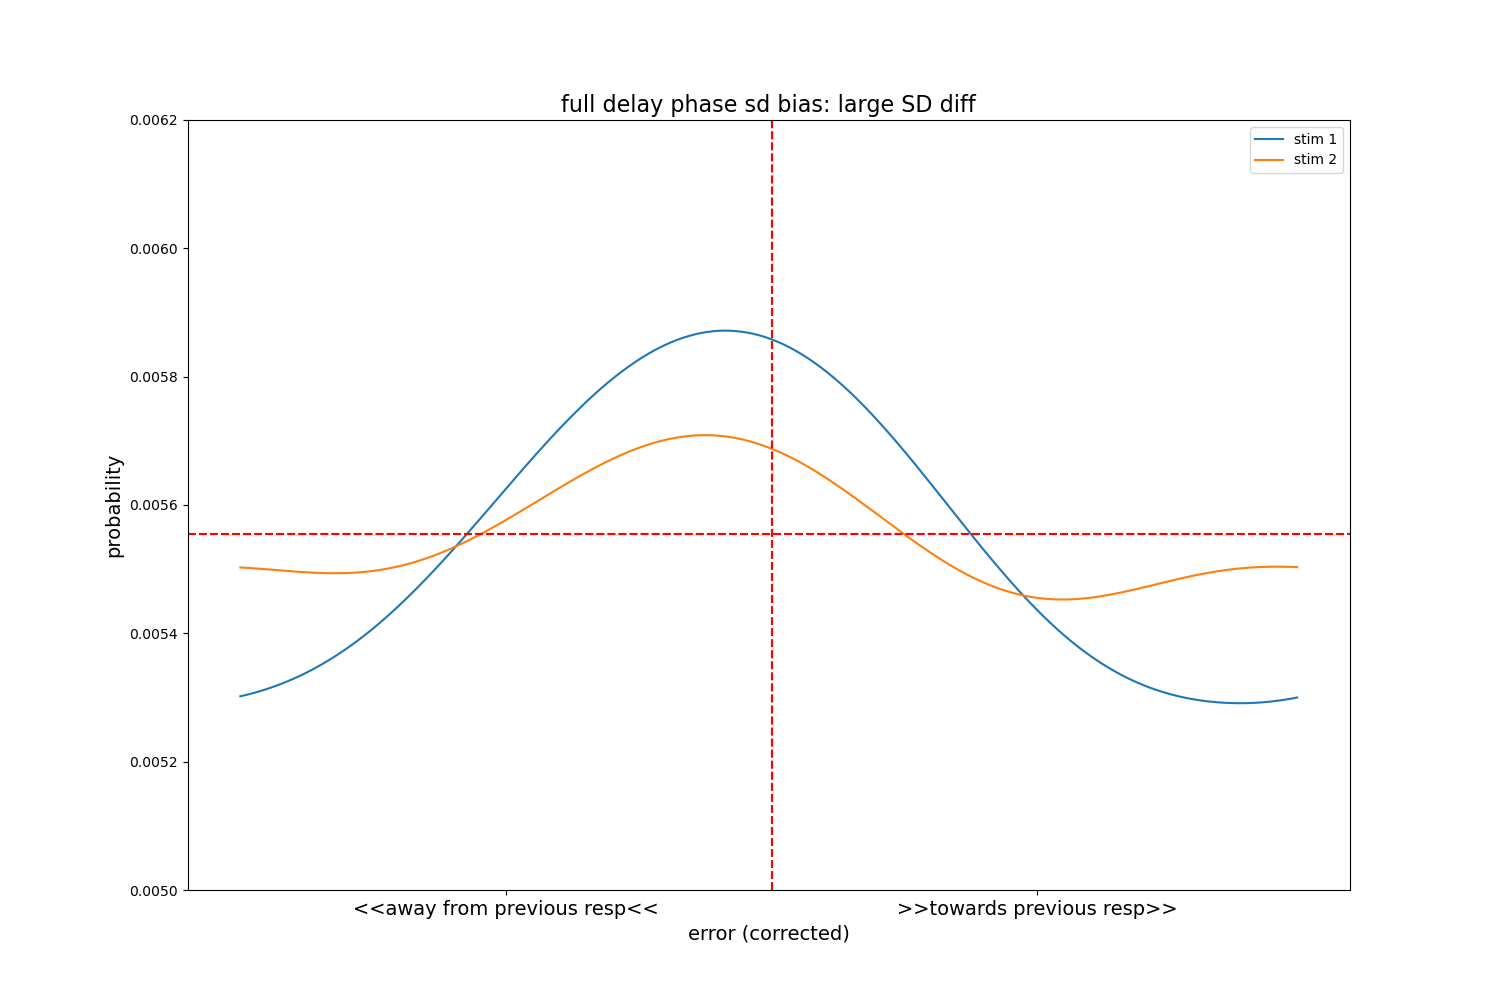 full delay phase sd bias: large SD diff
0.0062
stim 1
stim 2
0.0060
0.0058
0.0056
0.0054
0.0052
0.0050
probability
<<away from previous resp<<
>>towards previous resp>>
error (corrected)